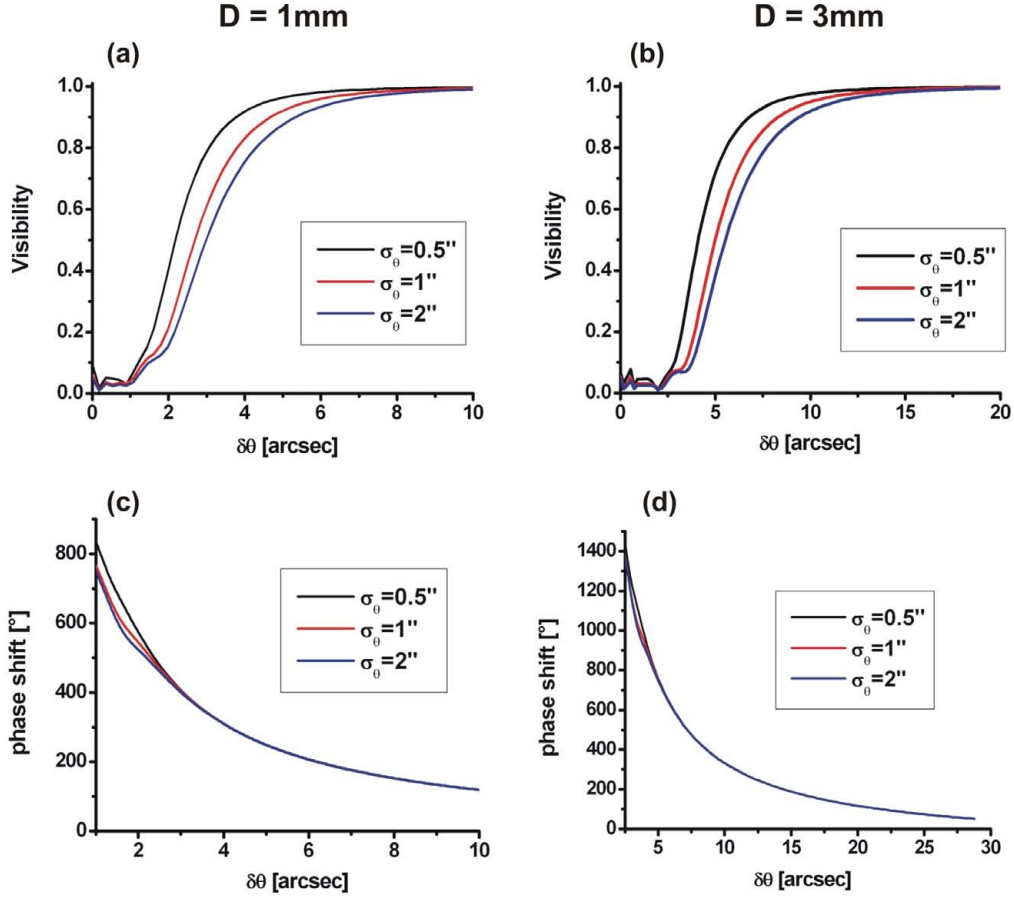 D = 1mm
D = 3mm
(a)
Visibility
1.0
0.8
0.6
0.4
0.2
0.0
σθ=0.5"
σθ=1"
σθ=2"
0 2 4 6 8 10
δθ [arcsec]
(b)
Visibility
1.0
0.8
0.6
0.4
0.2
0.0
σθ=0.5"
σθ=1"
σθ=2"
0 5 10 15 20
δθ [arcsec]
(c)
phase shift [°]
800
600
400
200
0
σθ=0.5"
σθ=1"
σθ=2"
2 4 6 8 10
δθ [arcsec]
(d)
phase shift [°]
1400
1200
1000
800
600
400
200
0
σθ=0.5"
σθ=1"
σθ=2"
5 10 15 20 25 30
δθ [arcsec]